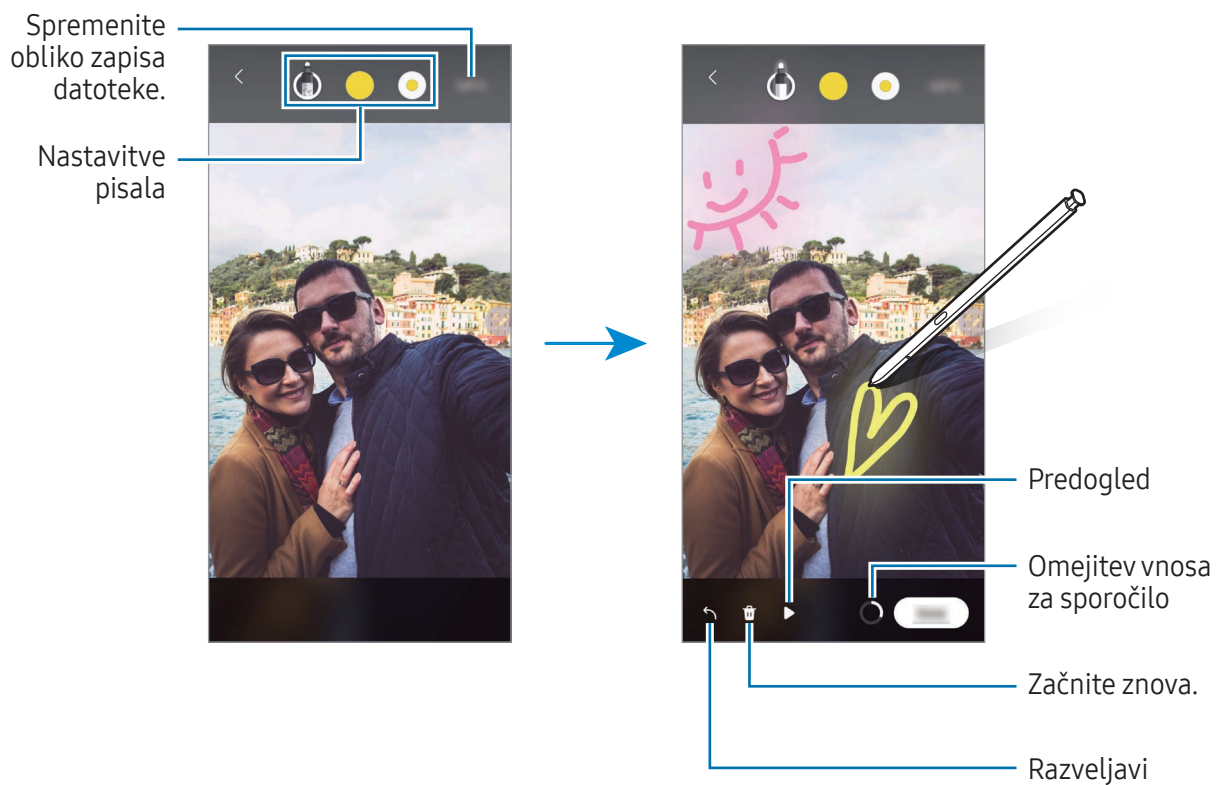 Spremenite
obliko zapisa
datoteke.
Nastavitve
pisala
Predogled
Omejitev vnosa
za sporočilo
Začnite znova.
Razveljavi